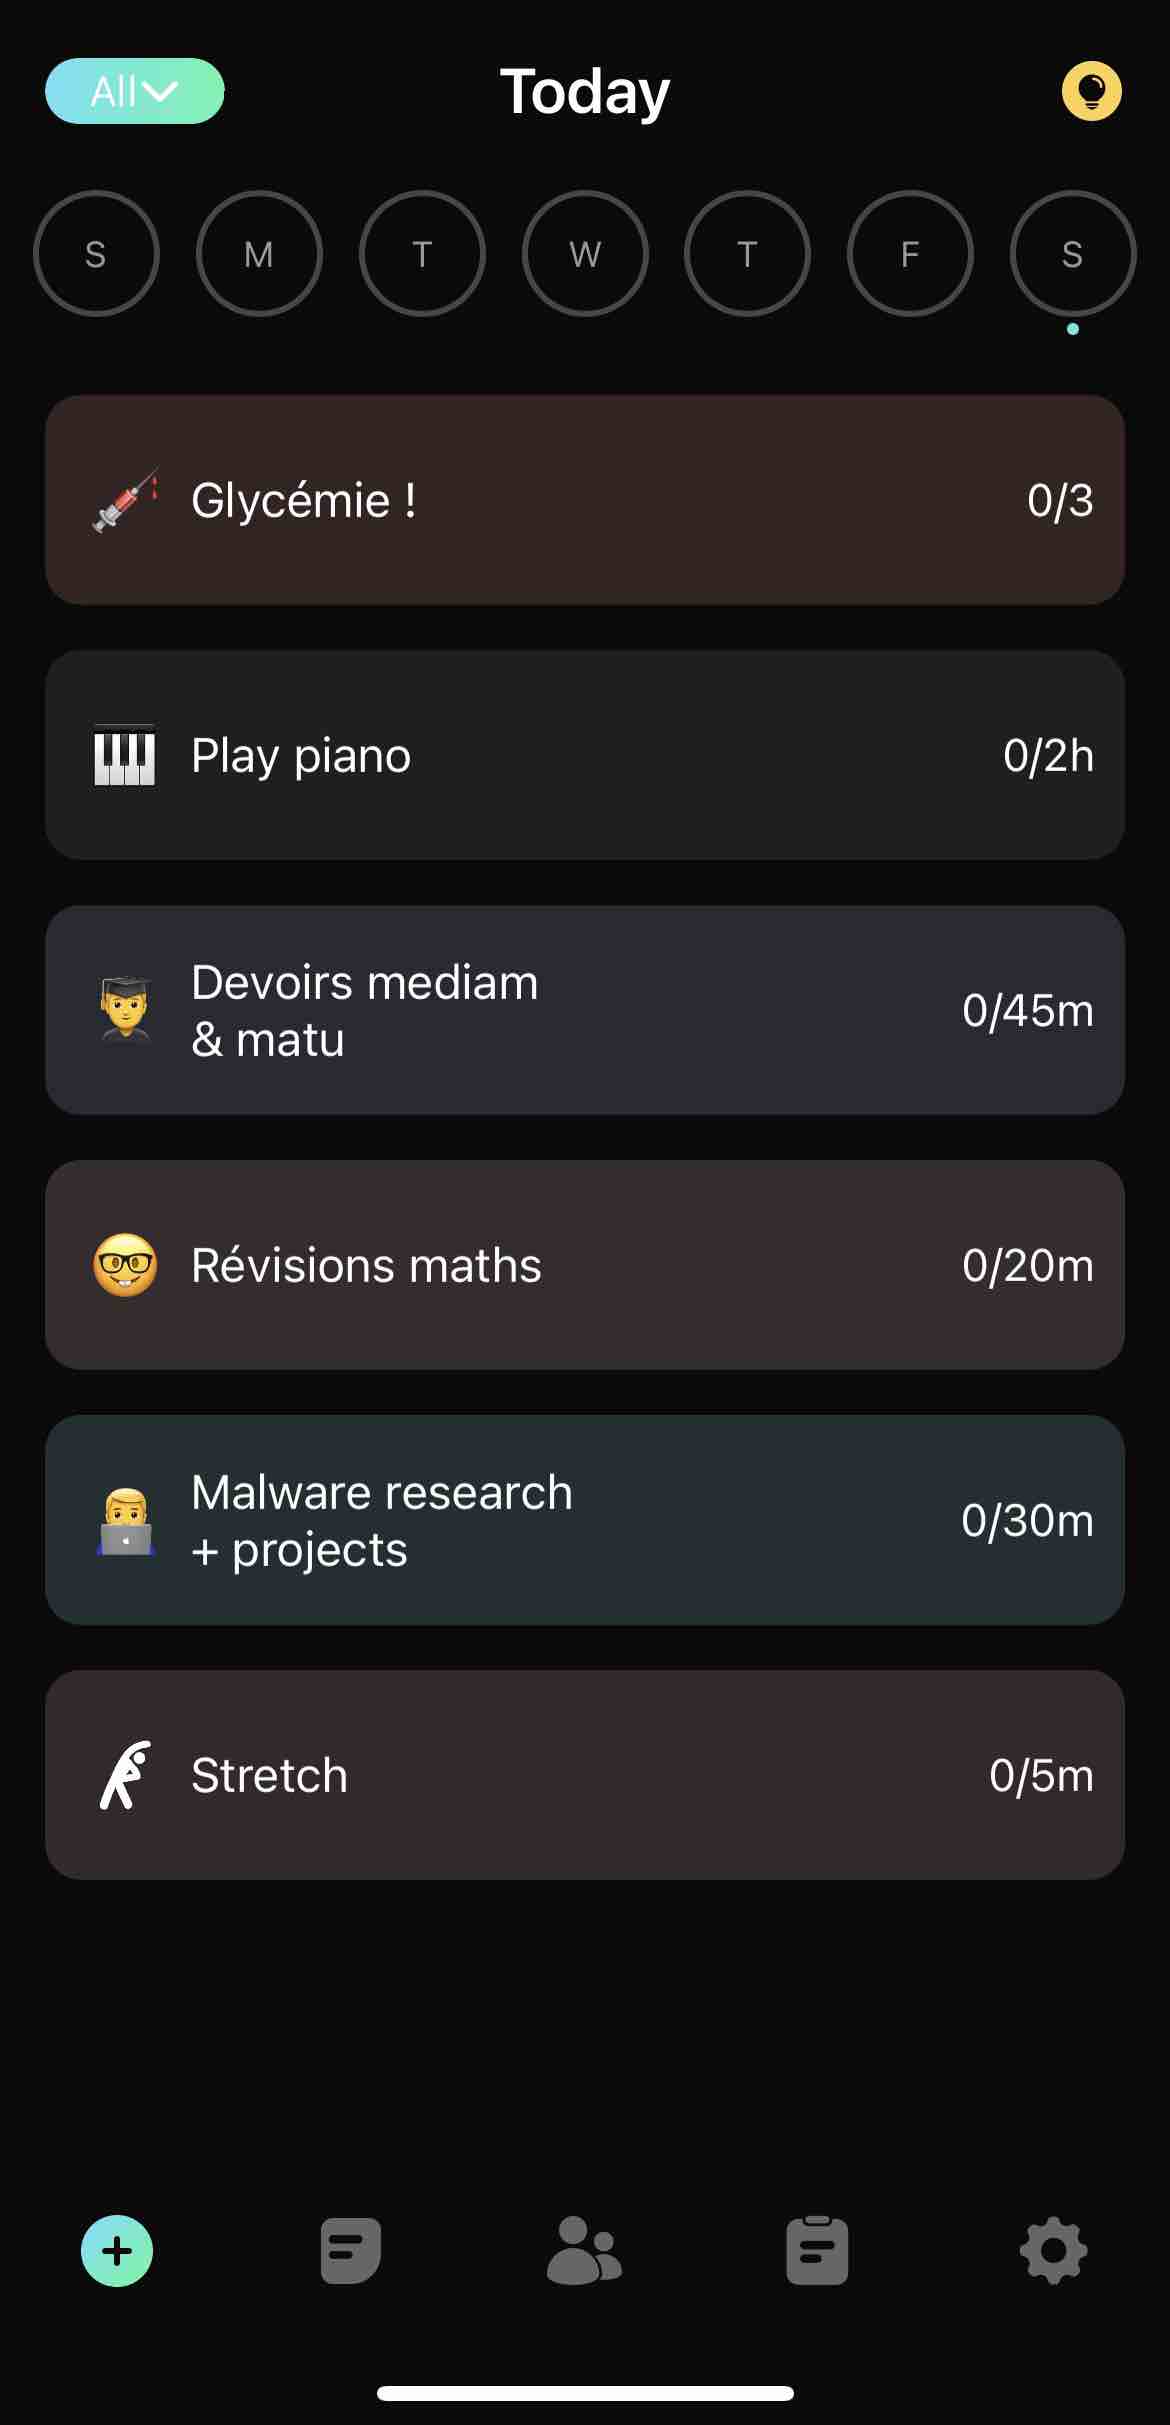 All
Today
S M T W T F S
Glycémie !
0/3
Play piano
0/2h
Devoirs mediam
& matu
0/45m
Révisions maths
0/20m
Malware research
+ projects
0/30m
Stretch
0/5m